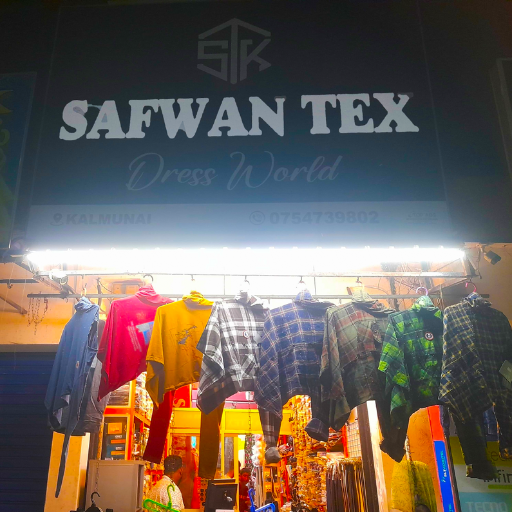 STK
SAFWAN TEX
Dress World
KALMUNAI 0754739802